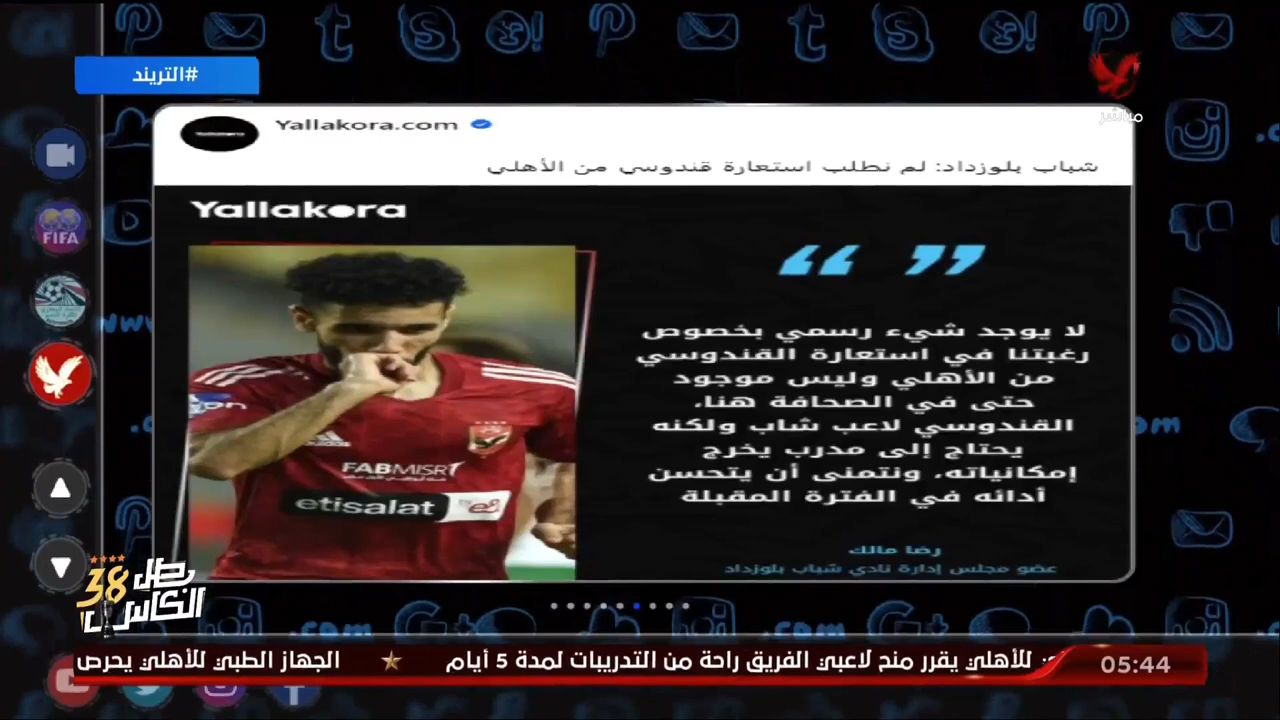 #التريند
مباشر
Yallakora.com
شباب بلوزداد: لم نطلب استعارة قندوسي من الأهلي
Yallakora
“ ”
لا يوجد شيء رسمي بخصوص
رغبتنا في استعارة القندوسي
من الأهلي وليس موجود
حتى في الصحافة هنا،
القندوسي لاعب شاب ولكنه
يحتاج إلى مدرب يخرج
إمكانياته، ونتمنى أن يتحسن
أدائه في الفترة المقبلة
رضا مالك
عضو مجلس إدارة نادي شباب بلوزداد
FABMISR
etisalat by e&
FIFA
38
الكاس
للأهلي يقرر منح لاعبي الفريق راحة من التدريبات لمدة 5 أيام
الجهاز الطبي للأهلي يحرص
05:44